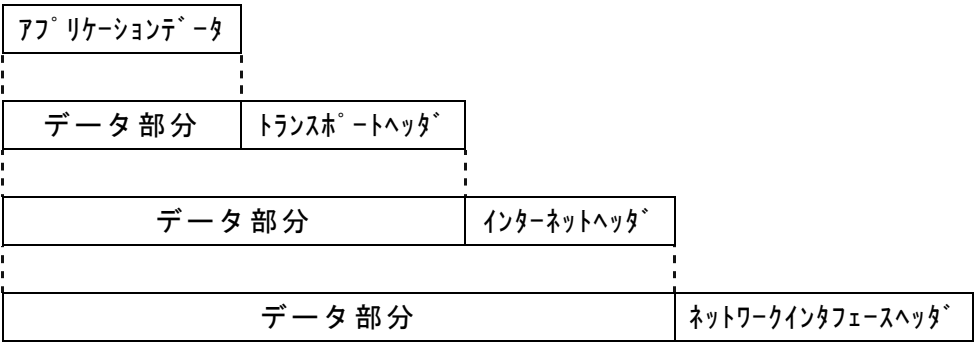 ｱﾌﾟﾘｹｰｼｮﾝﾃﾞｰﾀ
データ部分 ﾄﾗﾝｽﾎﾟｰﾄﾍｯﾀﾞ
データ部分 ｲﾝﾀｰﾈｯﾄﾍｯﾀﾞ
データ部分 ﾈｯﾄﾜｰｸｲﾝﾀﾌｪｰｽﾍｯﾀﾞ